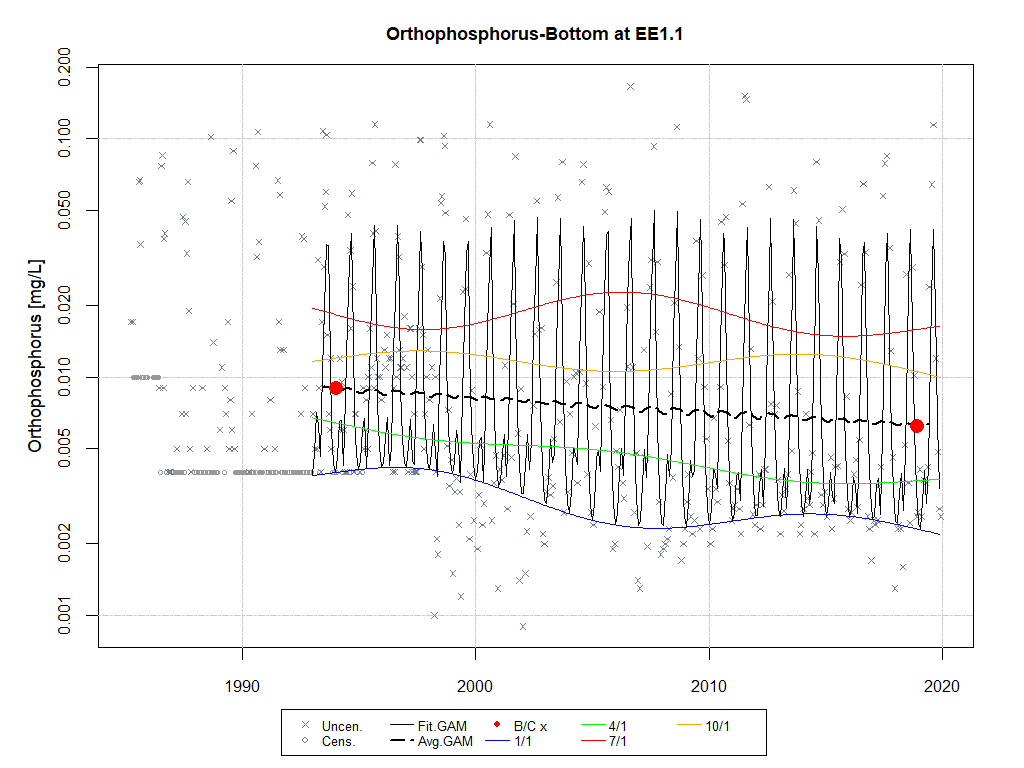 Orthophosphorus-Bottom at EE1.1
Orthophosphorus [mg/L]
0.200
0.100
0.050
0.020
0.010
0.005
0.002
0.001
1990 2000 2010 2020
Uncen. Fit.GAM B/C x 4/1 10/1
Cens. Avg.GAM 1/1 7/1